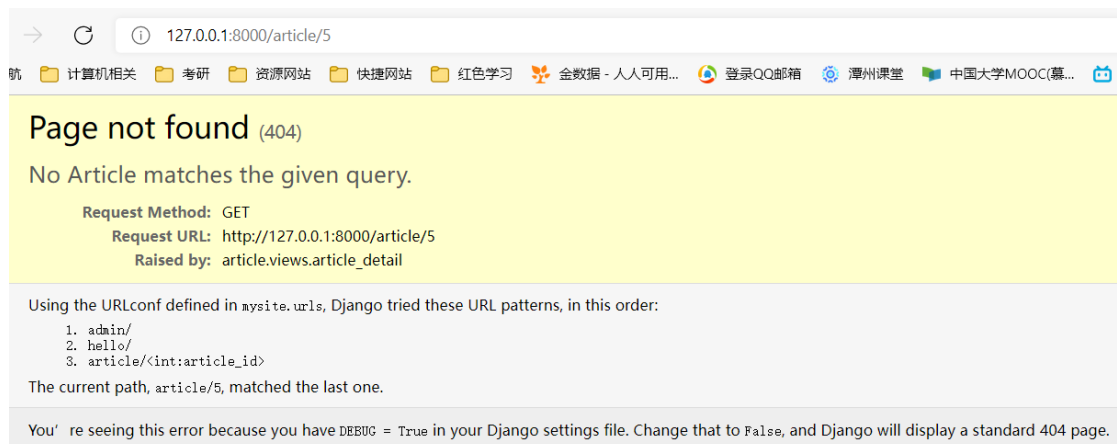 127.0.0.1:8000/article/5
航 计算机相关 考研 资源网站 快捷网站 红色学习 金数据 - 人人可用... 登录QQ邮箱 潭州课堂 中国大学MOOC(慕...
Page not found (404)
No Article matches the given query.
Request Method: GET
Request URL: http://127.0.0.1:8000/article/5
Raised by: article.views.article_detail
Using the URLconf defined in mysite.urls, Django tried these URL patterns, in this order:
1. admin/
2. hello/
3. article/<int:article_id>
The current path, article/5, matched the last one.
You're seeing this error because you have DEBUG = True in your Django settings file. Change that to False, and Django will display a standard 404 page.